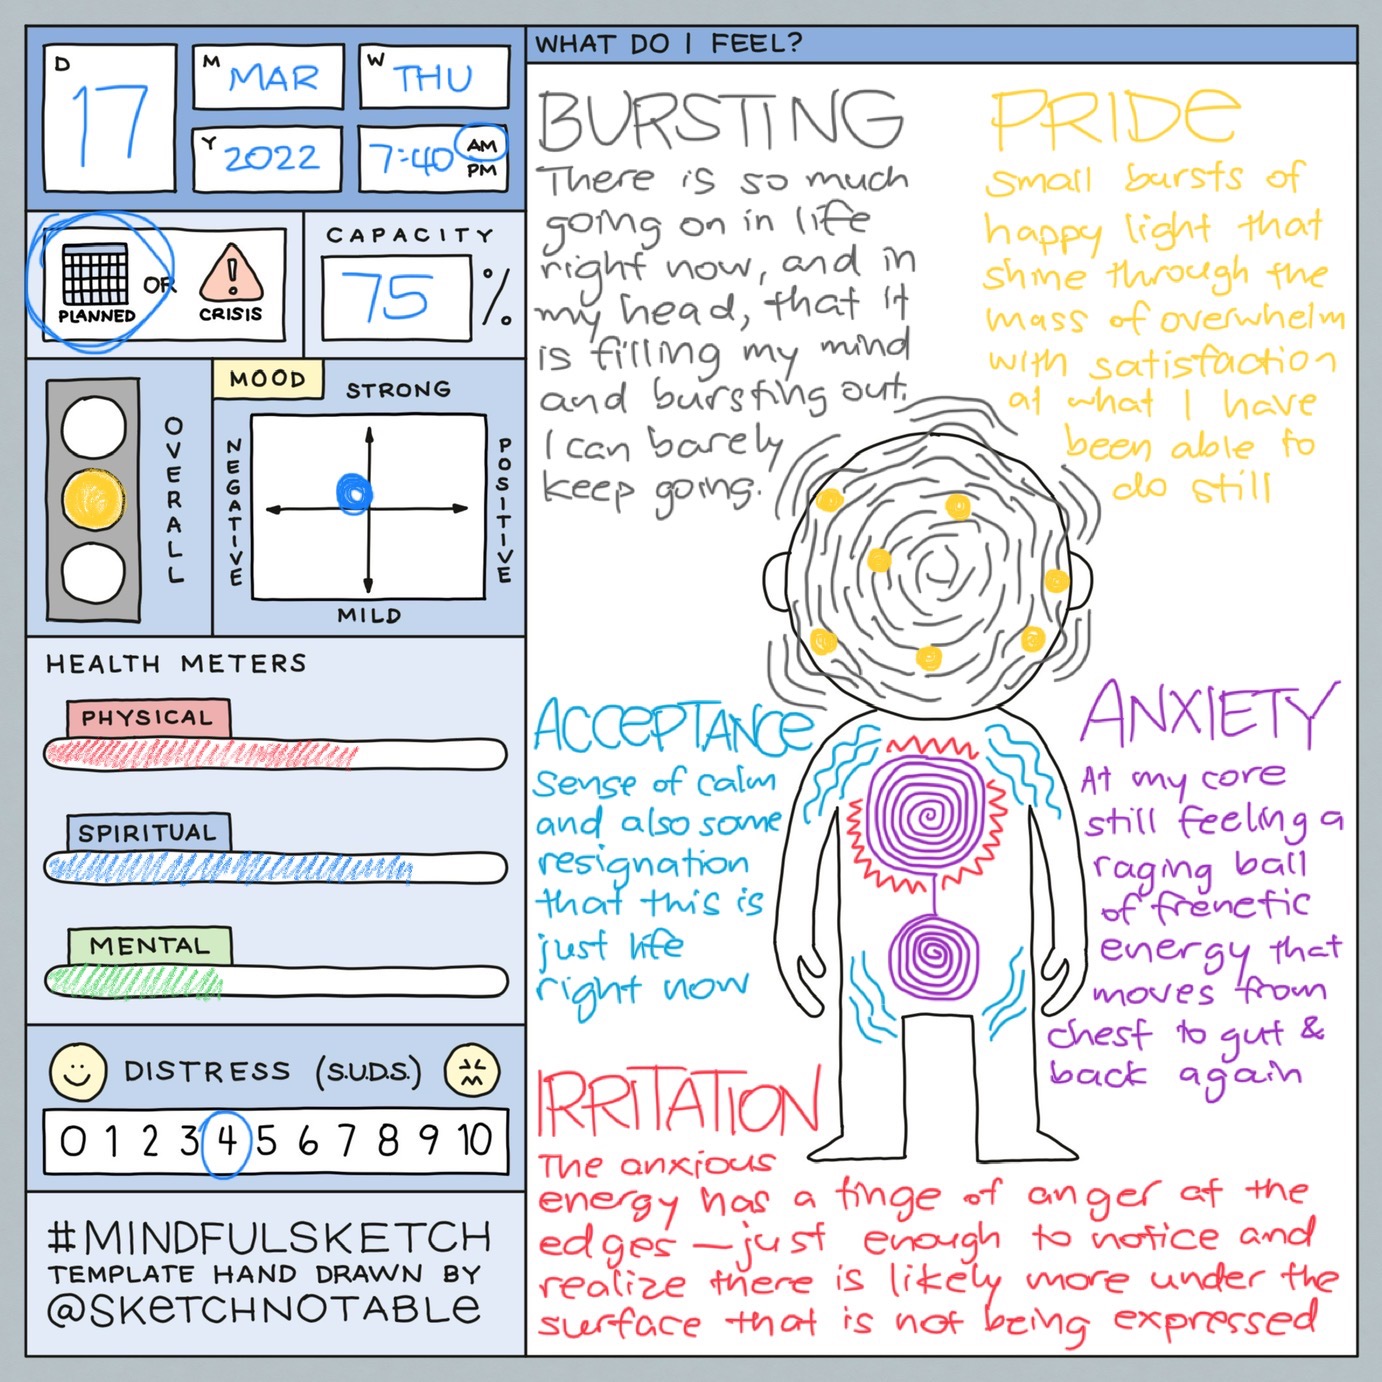 D
17
M
MAR
W
THU
Y
2022
7:40
AM
PM
PLANNED
OR
CRISIS
CAPACITY
75 %
OVERALL
MOOD
STRONG
NEGATIVE
POSITIVE
MILD
HEALTH METERS
PHYSICAL
SPIRITUAL
MENTAL
DISTRESS (S.U.D.S.)
0 1 2 3 4 5 6 7 8 9 10
#MINDFULSKETCH
TEMPLATE HAND DRAWN BY
@SKETCHNOTABLE
WHAT DO I FEEL?
BURSTING
There is so much
going on in life
right now, and in
my head, that it
is filling my mind
and bursting out.
I can barely
keep going.
PRIDE
Small bursts of
happy light that
shine through the
mass of overwhelm
with satisfaction
at what I have
been able to
do still
ACCEPTANCE
Sense of calm
and also some
resignation
that this is
just life
right now
ANXIETY
At my core
still feeling a
raging ball
of frenetic
energy that
moves from
chest to gut &
back again
IRRITATION
The anxious
energy has a tinge of anger at the
edges — just enough to notice and
realize there is likely more under the
surface that is not being expressed